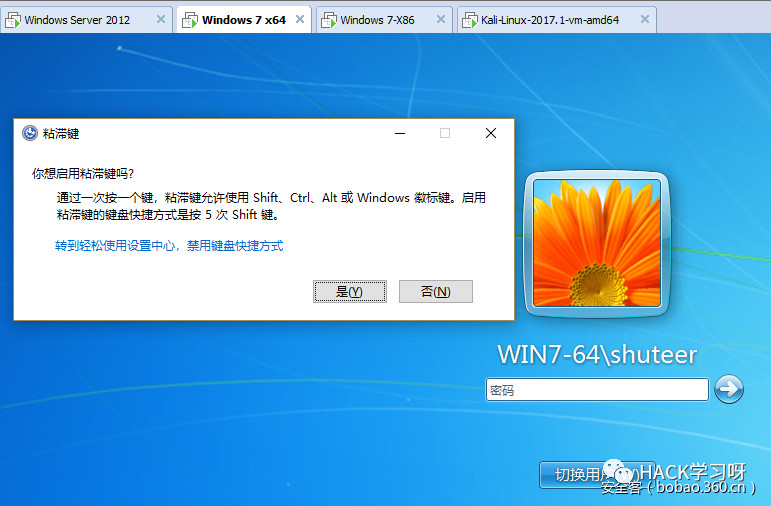 Windows Server 2012
Windows 7 x64
Windows 7-X86
Kali-Linux-2017.1-vm-amd64
粘滞键
你想启用粘滞键吗?
通过一次按一个键，粘滞键允许使用 Shift、Ctrl、Alt 或 Windows 徽标键。启用
粘滞键的键盘快捷方式是按 5 次 Shift 键。
转到轻松使用设置中心，禁用键盘快捷方式
是(Y)
否(N)
WIN7-64\shuteer
密码
切换用
HACK学习呀
安全客（bobao.360.cn）